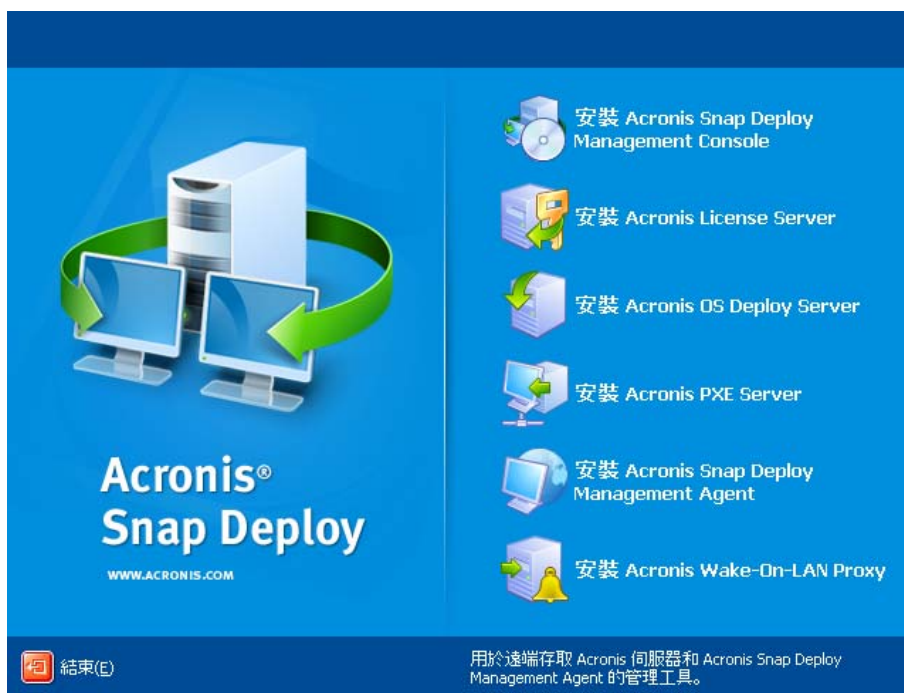 安裝 Acronis Snap Deploy
Management Console
安裝 Acronis License Server
安裝 Acronis OS Deploy Server
安裝 Acronis PXE Server
安裝 Acronis Snap Deploy
Management Agent
安裝 Acronis Wake-On-LAN Proxy
Acronis®
Snap Deploy
WWW.ACRONIS.COM
結束(E)
用於遠端存取 Acronis 伺服器和 Acronis Snap Deploy
Management Agent 的管理工具。